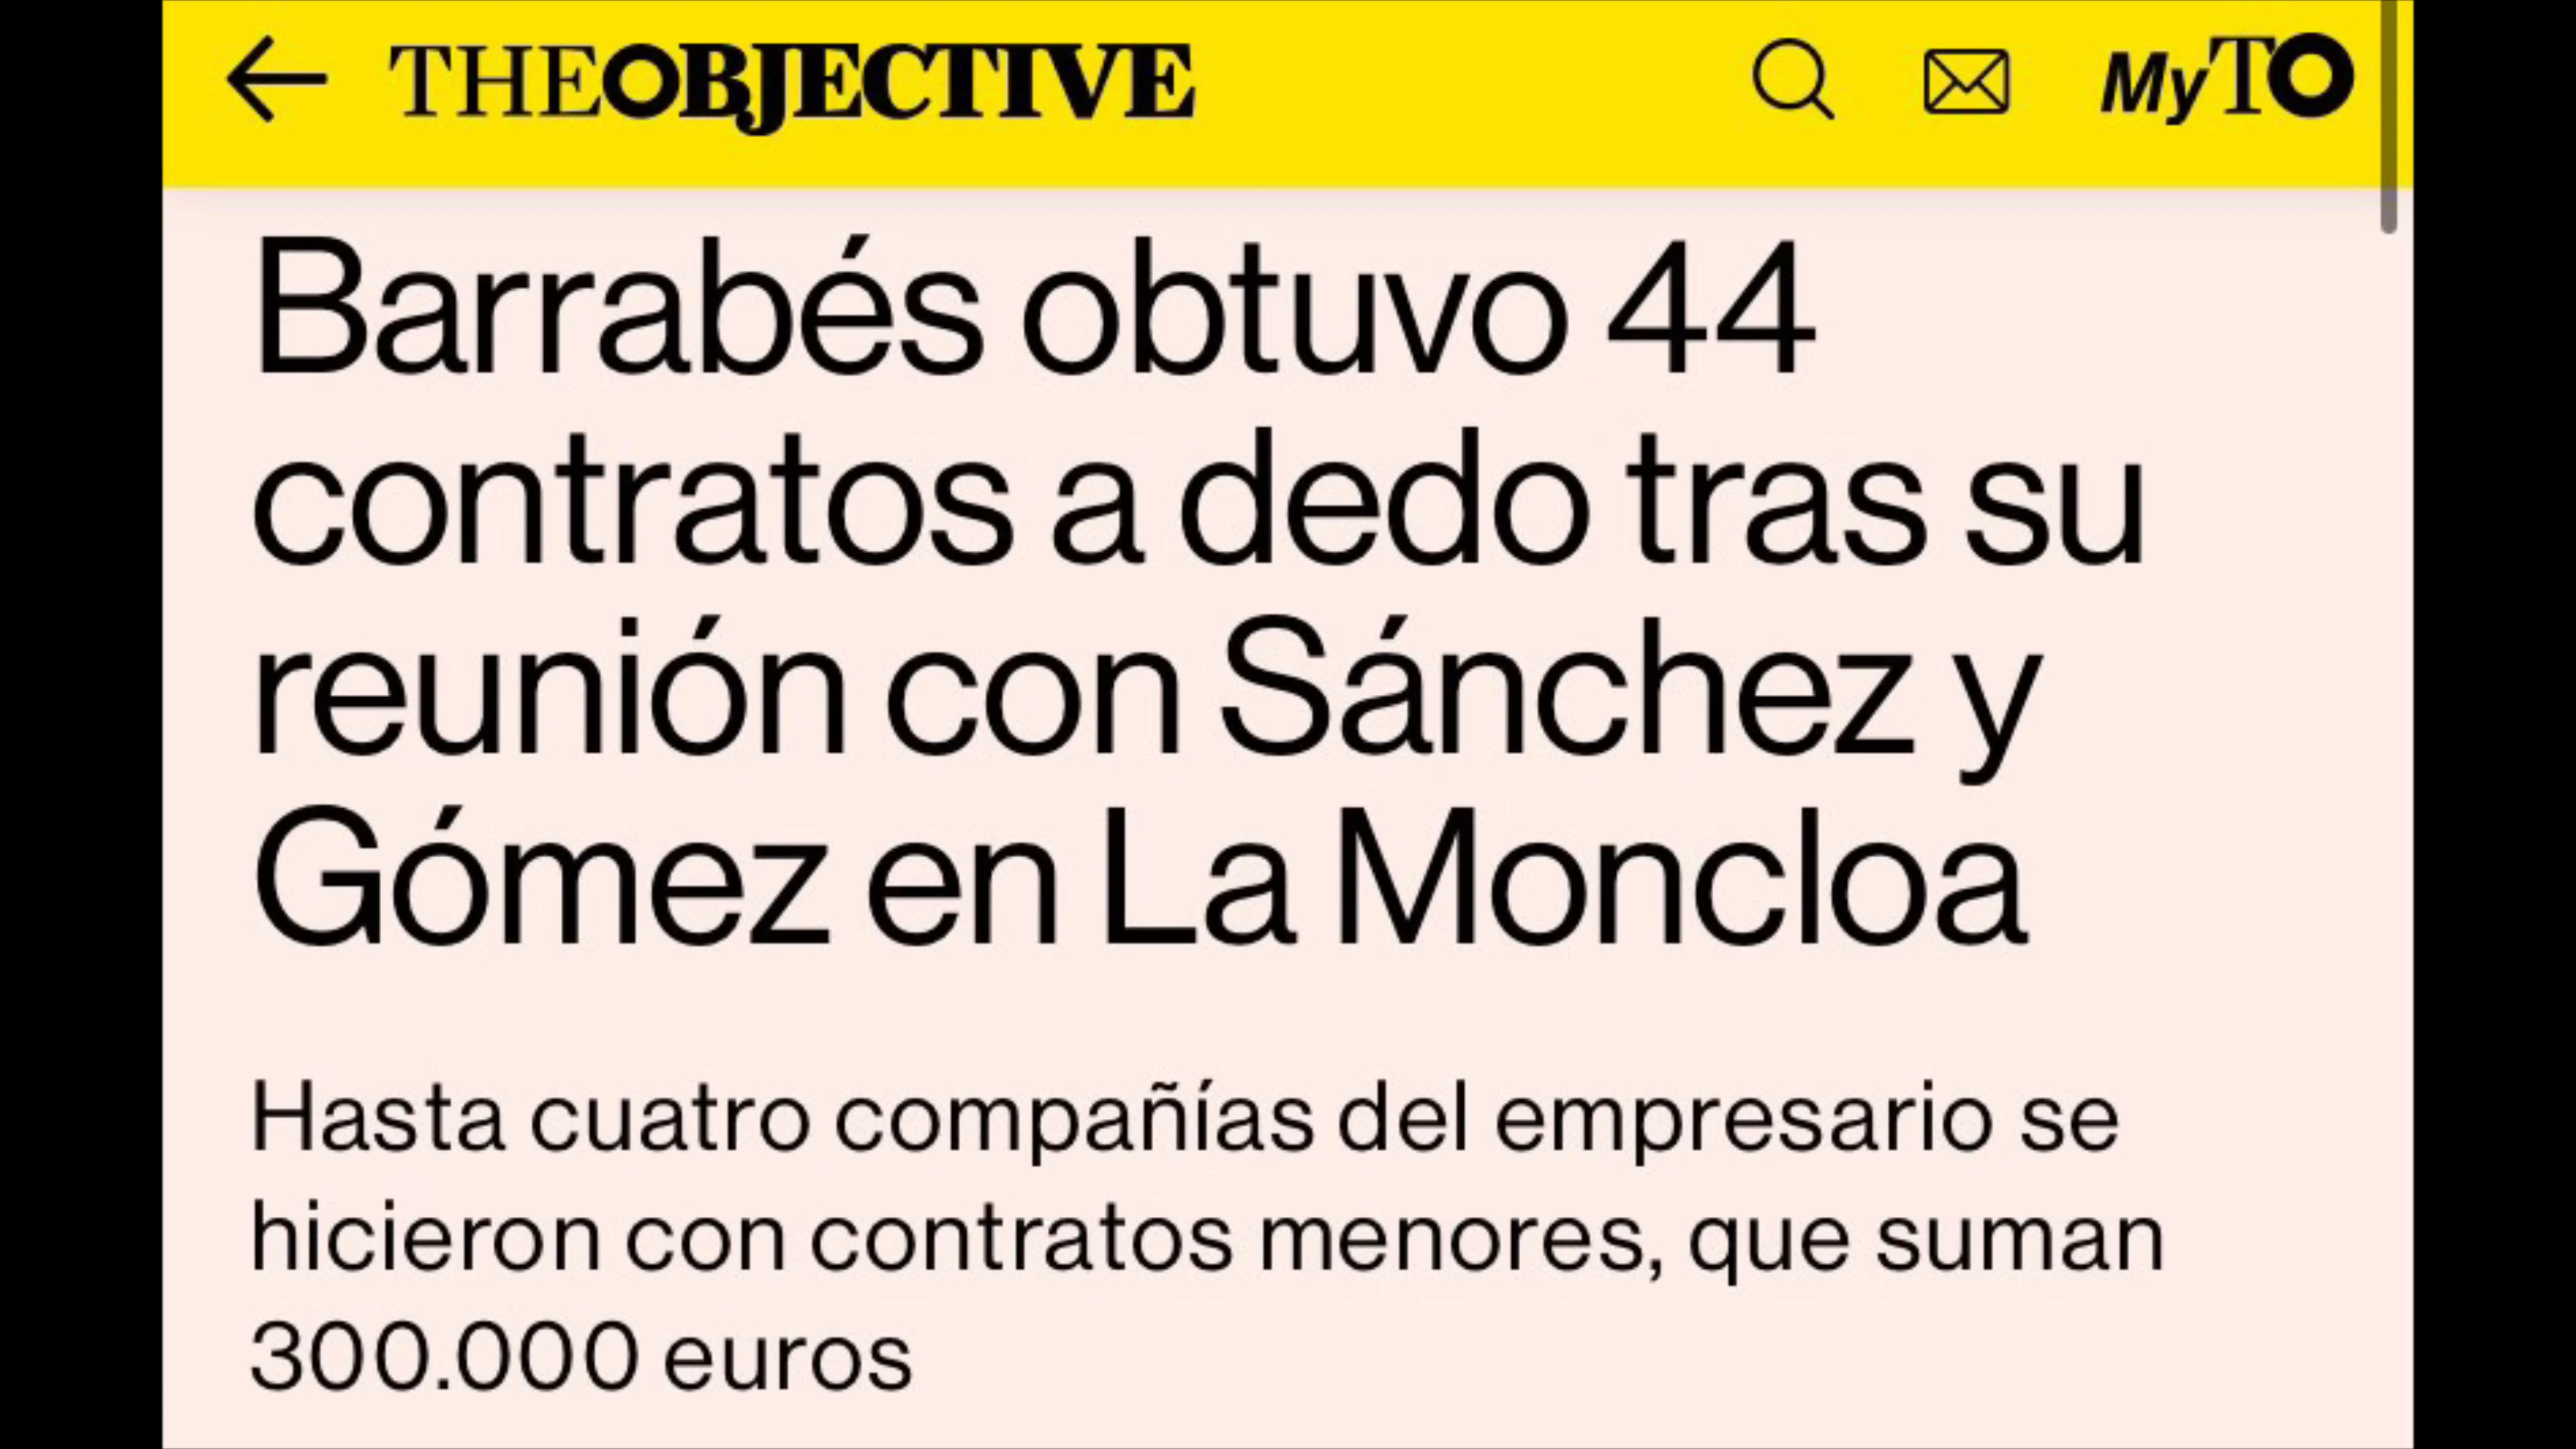 THEOBJECTIVE
MyTO
Barrabés obtuvo 44
contratos a dedo tras su
reunión con Sánchez y
Gómez en La Moncloa
Hasta cuatro compañías del empresario se
hicieron con contratos menores, que suman
300.000 euros